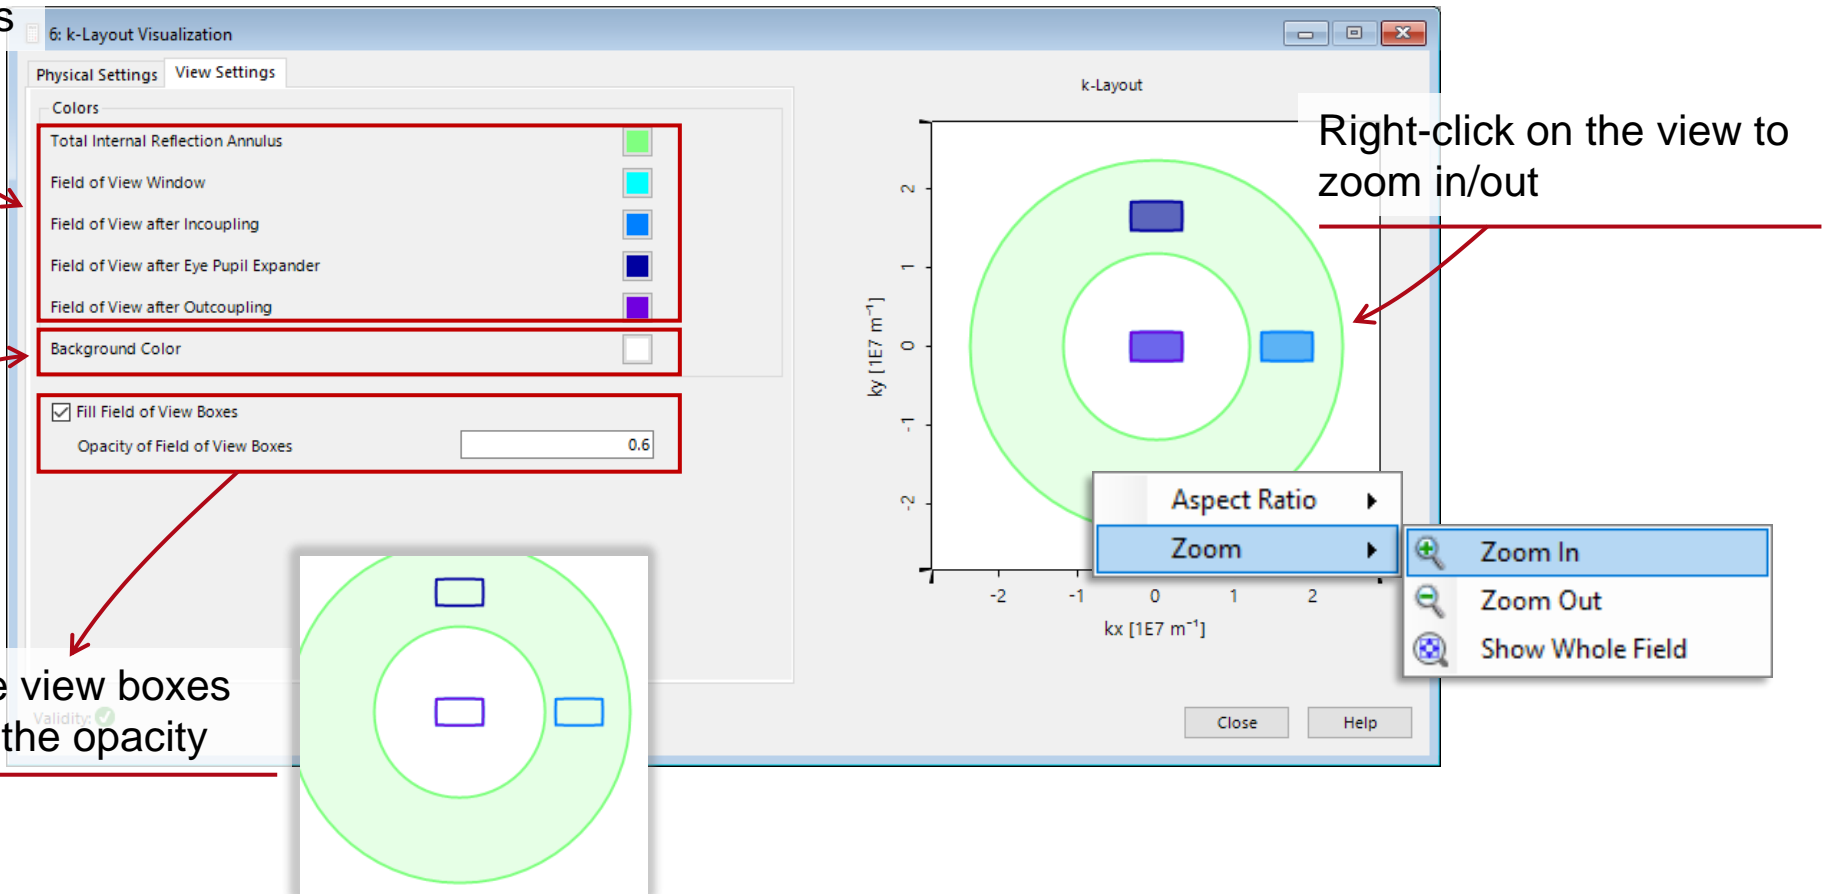 s
6: k-Layout Visualization
Physical Settings
View Settings
Colors
Total Internal Reflection Annulus
Field of View Window
Field of View after Incoupling
Field of View after Eye Pupil Expander
Field of View after Outcoupling
Background Color
Fill Field of View Boxes
Opacity of Field of View Boxes 0.6
view boxes
the opacity
Validity:
k-Layout
Right-click on the view to
zoom in/out
2
1
0
-1
-2
ky [1E7 m⁻¹]
-2 -1 0 1 2
kx [1E7 m⁻¹]
Aspect Ratio
Zoom
Zoom In
Zoom Out
Show Whole Field
Close
Help